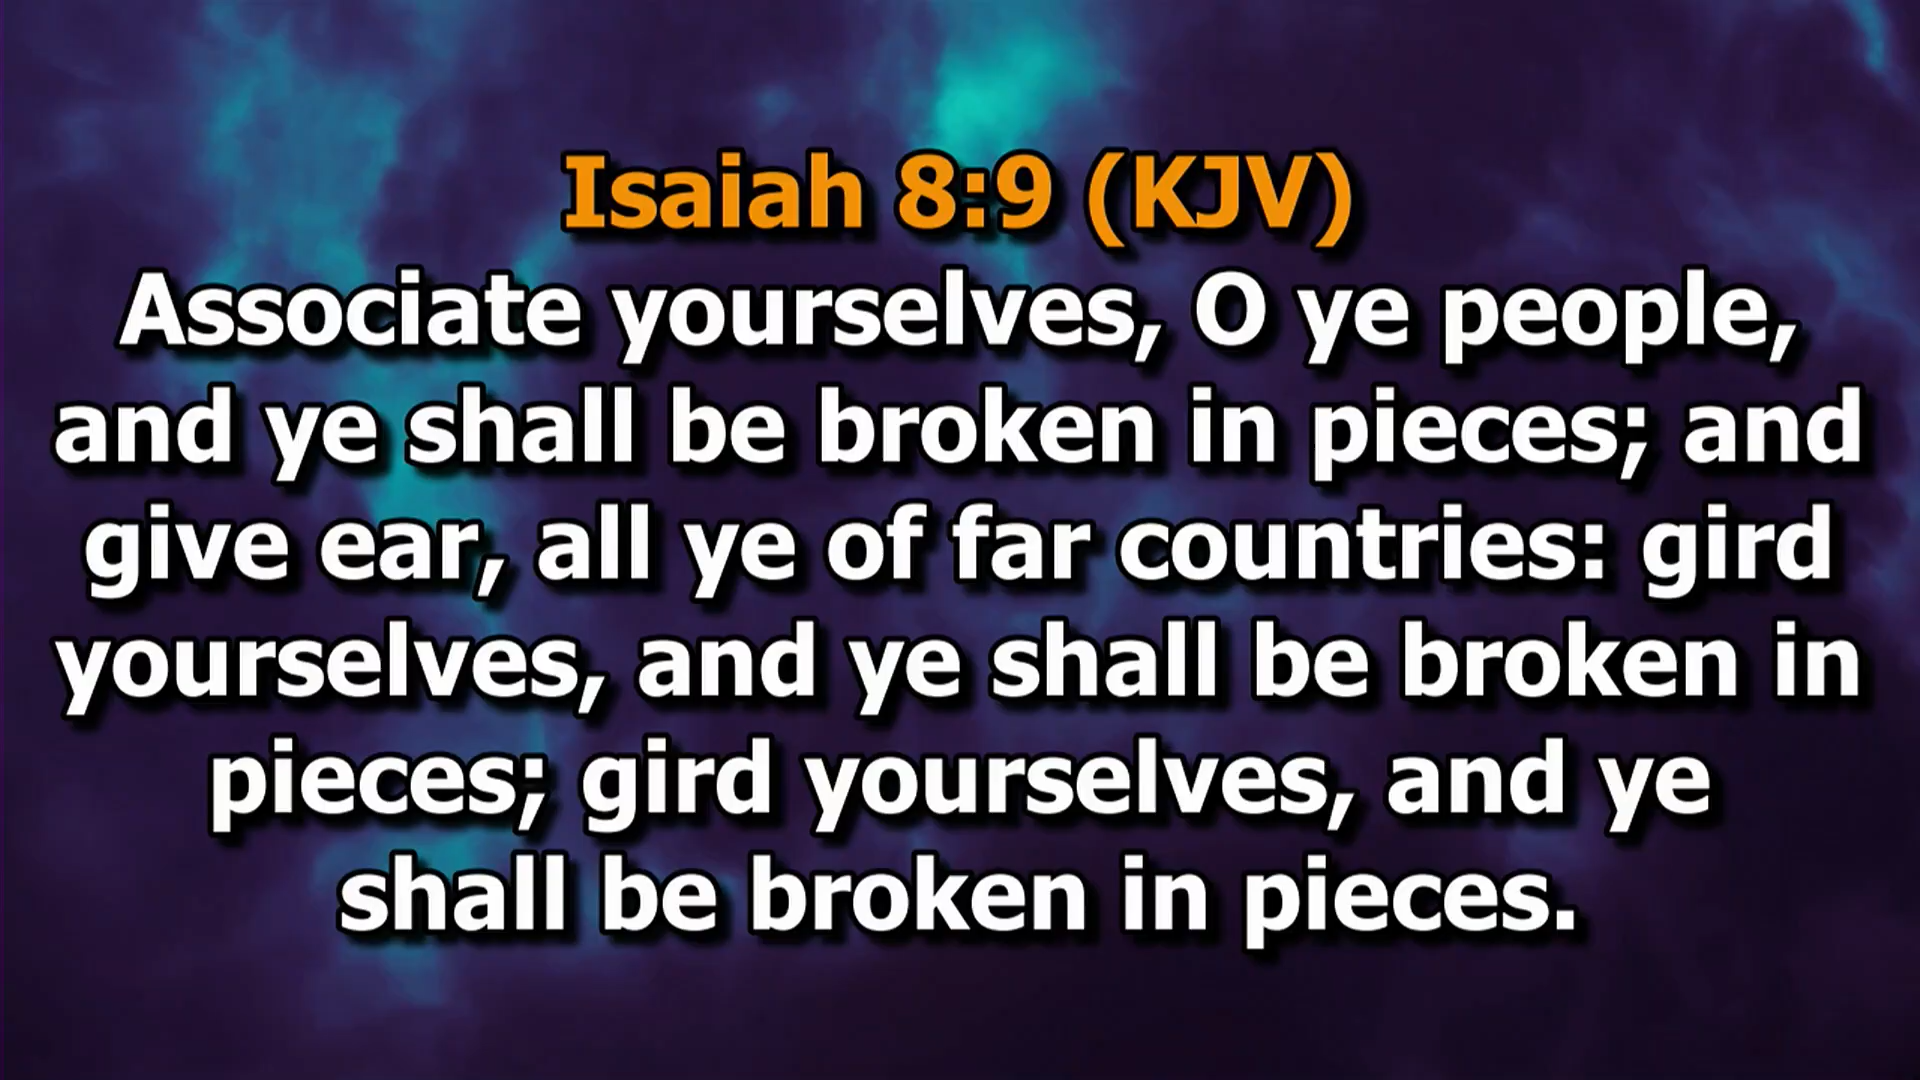 Isaiah 8:9 (KJV)
Associate yourselves, O ye people,
and ye shall be broken in pieces; and
give ear, all ye of far countries: gird
yourselves, and ye shall be broken in
pieces; gird yourselves, and ye
shall be broken in pieces.